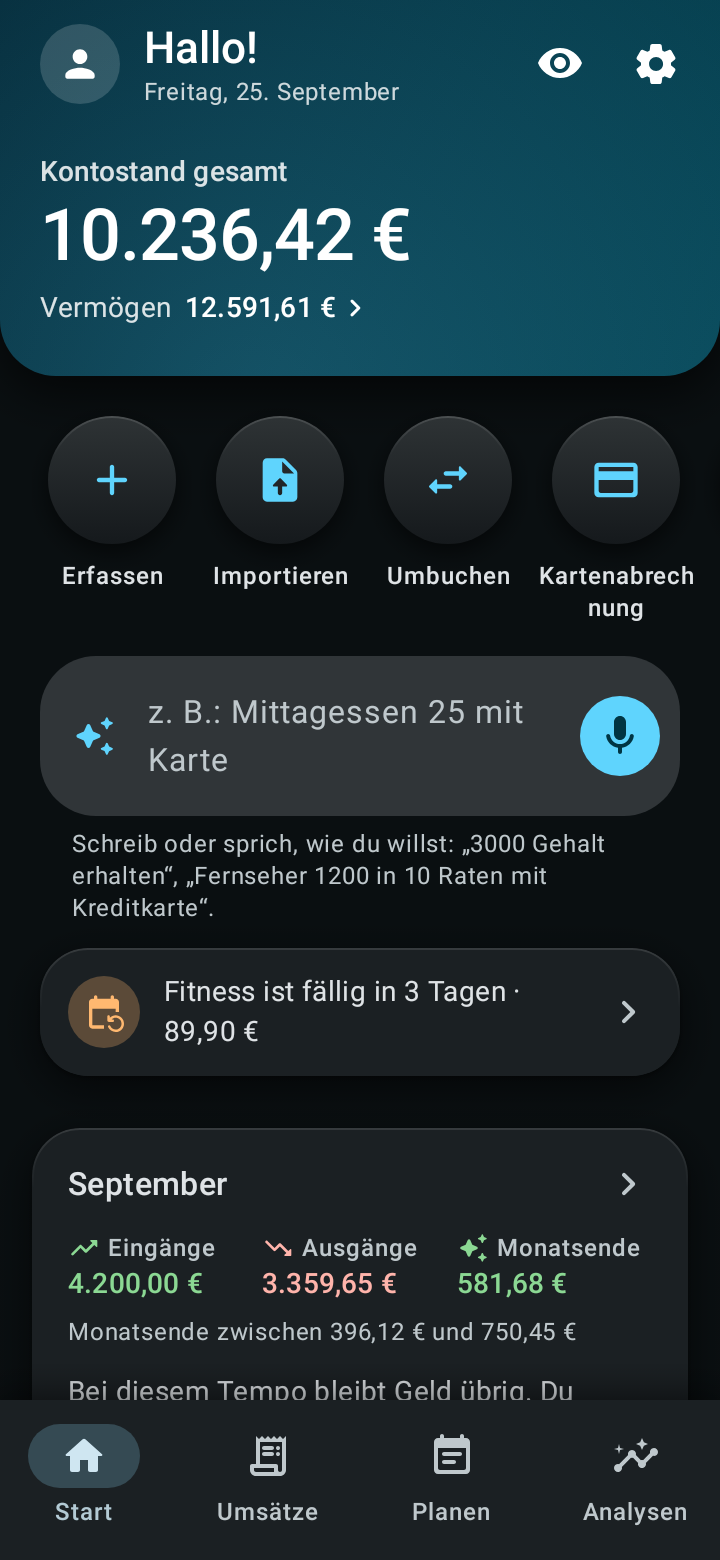 Hallo!
Freitag, 25. September
Kontostand gesamt
10.236,42 €
Vermögen 12.591,61 €
Erfassen
Importieren
Umbuchen
Kartenabrech
nung
z. B.: Mittagessen 25 mit
Karte
Schreib oder sprich, wie du willst: „3000 Gehalt
erhalten“, „Fernseher 1200 in 10 Raten mit
Kreditkarte“.
Fitness ist fällig in 3 Tagen ·
89,90 €
September
Eingänge Ausgänge Monatsende
4.200,00 € 3.359,65 € 581,68 €
Monatsende zwischen 396,12 € und 750,45 €
Bei diesem Tempo bleibt Geld übrig. Du
Start Umsätze Planen Analysen